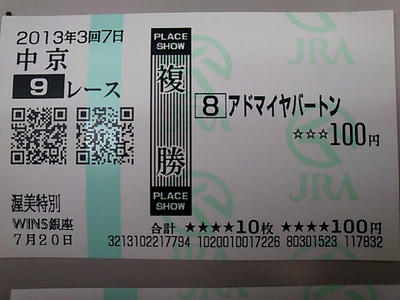 2013年3回7日
中京
9 レース
PLACE SHOW
複勝
PLACE SHOW
8 アドマイヤバートン
☆☆☆100円
JRA
JRA
渥美特別
WINS銀座
7月20日
合計 ★★★★10枚 ★★★★100円
3213102217794 1020010017226 80301523 117832